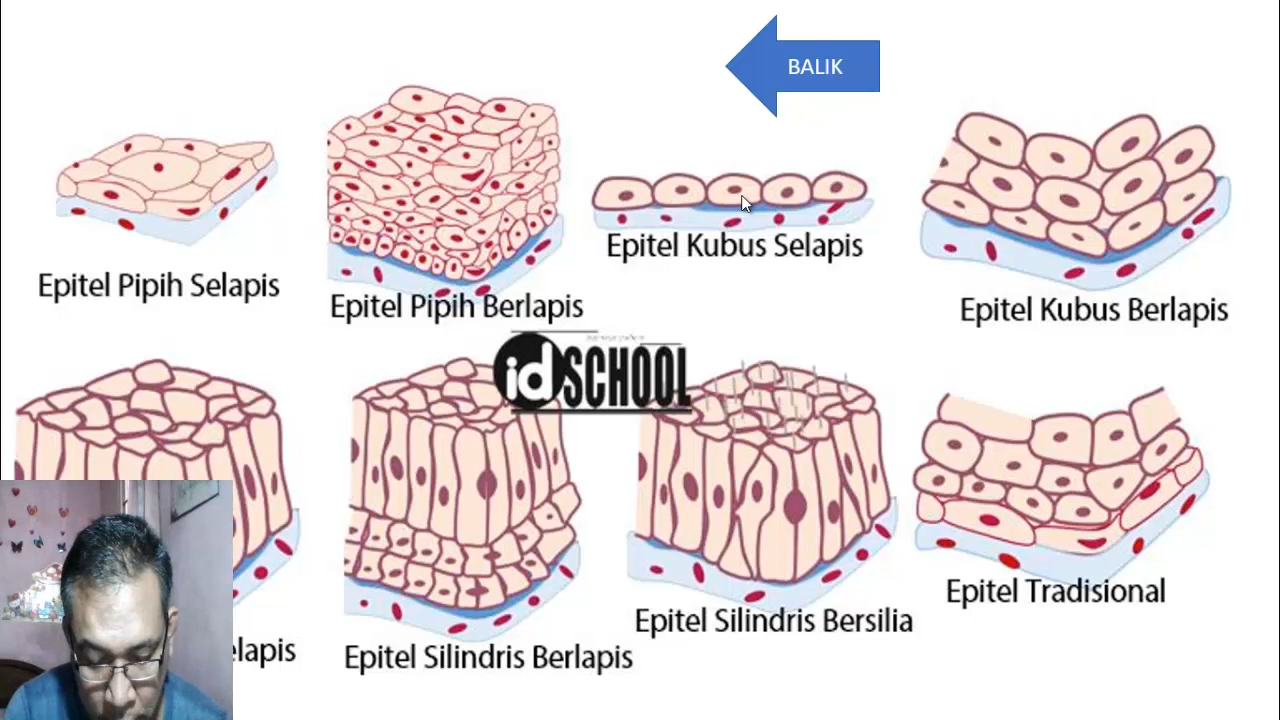 BALIK
Epitel Pipih Selapis
Epitel Pipih Berlapis
Epitel Kubus Selapis
Epitel Kubus Berlapis
idSCHOOL
elapis
Epitel Silindris Berlapis
Epitel Silindris Bersilia
Epitel Tradisional